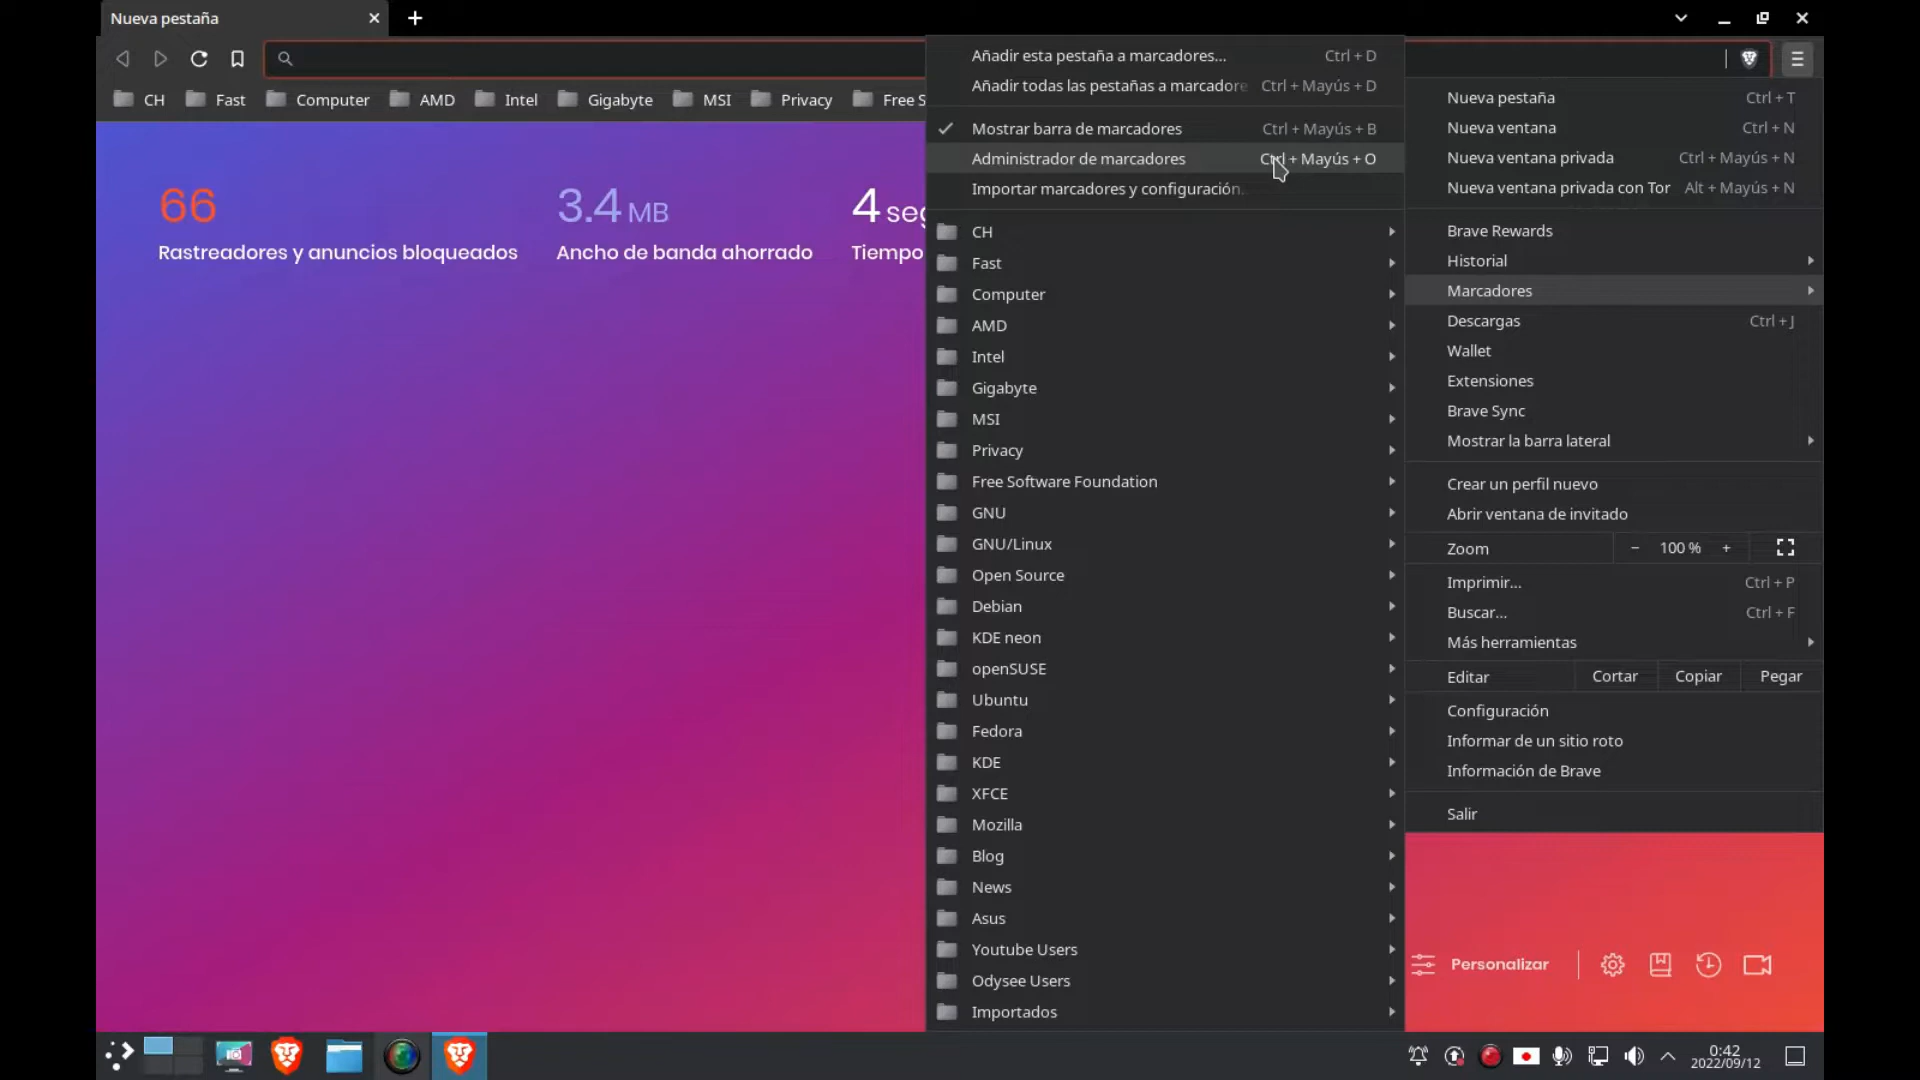 Nueva pestaña
CH Fast Computer AMD Intel Gigabyte MSI Privacy Free S
66
Rastreadores y anuncios bloqueados
3.4 MB
Ancho de banda ahorrado
4 seg
Tiempo
Añadir esta pestaña a marcadores... Ctrl + D
Añadir todas las pestañas a marcadore Ctrl + Mayús + D
Mostrar barra de marcadores Ctrl + Mayús + B
Administrador de marcadores Ctrl + Mayús + O
Importar marcadores y configuración...
CH
Fast
Computer
AMD
Intel
Gigabyte
MSI
Privacy
Free Software Foundation
GNU
GNU/Linux
Open Source
Debian
KDE neon
openSUSE
Ubuntu
Fedora
KDE
XFCE
Mozilla
Blog
News
Asus
Youtube Users
Odysee Users
Importados
Nueva pestaña Ctrl + T
Nueva ventana Ctrl + N
Nueva ventana privada Ctrl + Mayús + N
Nueva ventana privada con Tor Alt + Mayús + N
Brave Rewards
Historial
Marcadores
Descargas Ctrl + J
Wallet
Extensiones
Brave Sync
Mostrar la barra lateral
Crear un perfil nuevo
Abrir ventana de invitado
Zoom − 100 % +
Imprimir... Ctrl + P
Buscar... Ctrl + F
Más herramientas
Editar Cortar Copiar Pegar
Configuración
Informar de un sitio roto
Información de Brave
Salir
Personalizar
0:42
2022/09/12